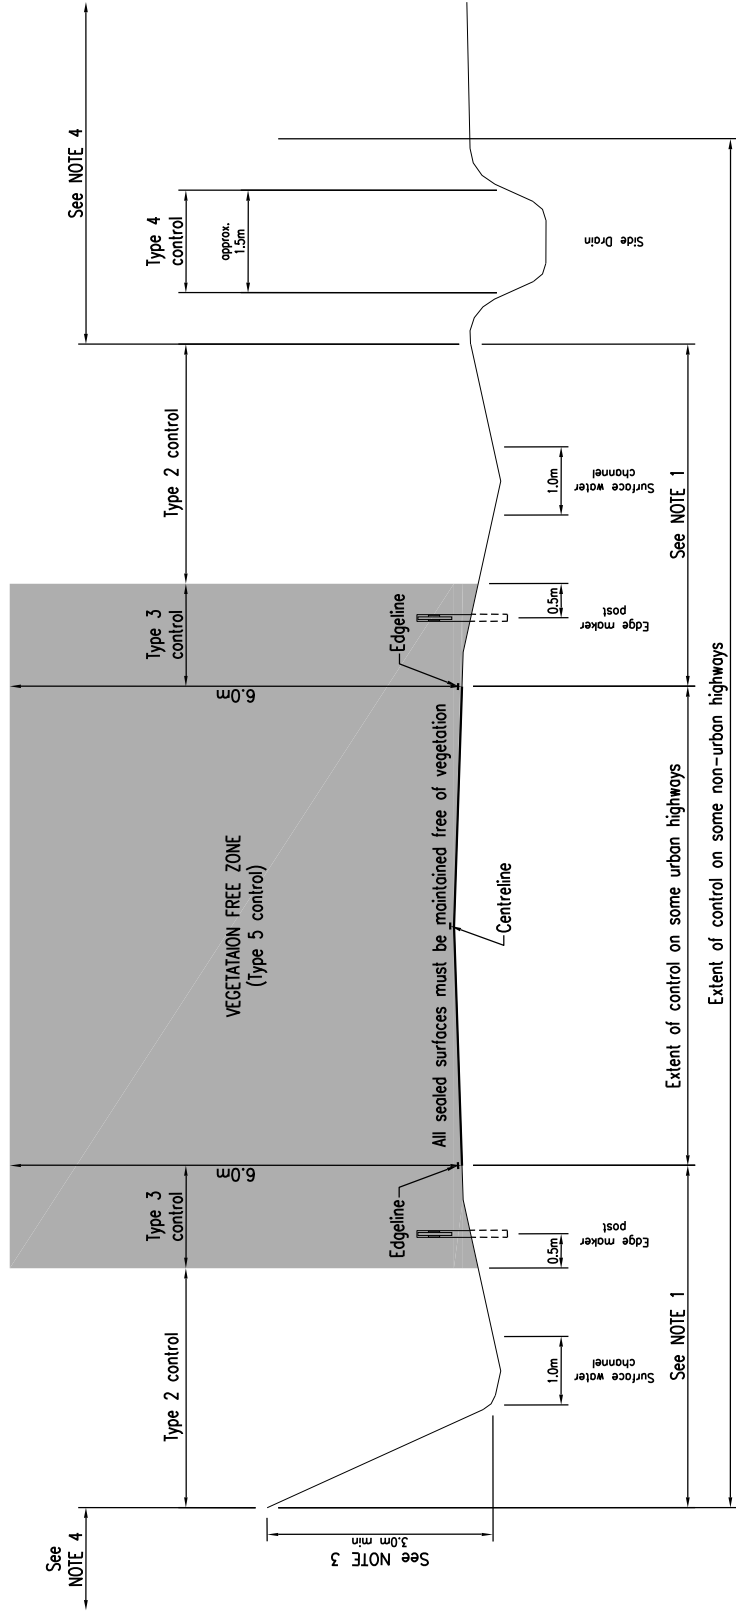 See
NOTE 4
See NOTE 4
Type 2 control
Type 3
control
Type 3
control
Type 2 control
Type 4
control
approx.
1.5m
6.0m
6.0m
VEGETATAION FREE ZONE
(Type 5 control)
See NOTE 3
3.0m min
Edgeline
All sealed surfaces must be maintained free of vegetation
Edgeline
Centreline
1.0m
Surface water
channel
0.5m
Edge maker
post
0.5m
Edge maker
post
1.0m
Surface water
channel
Side Drain
See NOTE 1
Extent of control on some urban highways
See NOTE 1
Extent of control on some non-urban highways